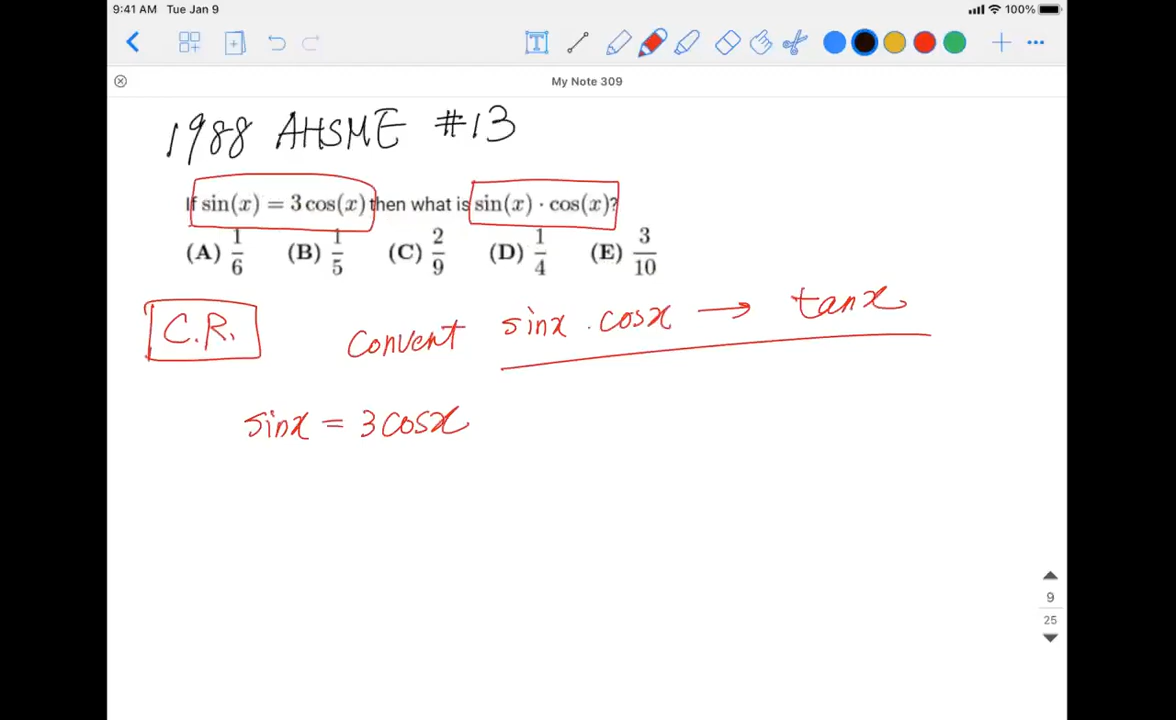 9:41 AM Tue Jan 9 100%
T
My Note 309
1988 AHSME #13
If sin(x) = 3 cos(x) then what is sin(x) · cos(x)?
(A) 1/6 (B) 1/5 (C) 2/9 (D) 1/4 (E) 3/10
C.R. Convent sinx . cosx → tanx
sinx = 3cosx
9
25